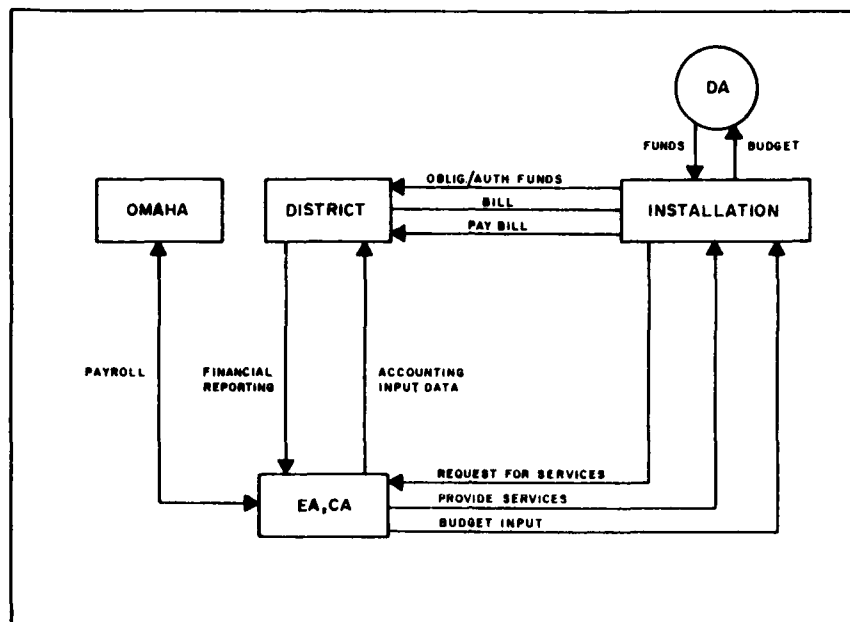 DA
FUNDS
BUDGET
OBLIG./AUTH FUNDS
OMAHA
DISTRICT
BILL
INSTALLATION
PAY BILL
PAYROLL
FINANCIAL
REPORTING
ACCOUNTING
INPUT DATA
REQUEST FOR SERVICES
EA, CA
PROVIDE SERVICES
BUDGET INPUT